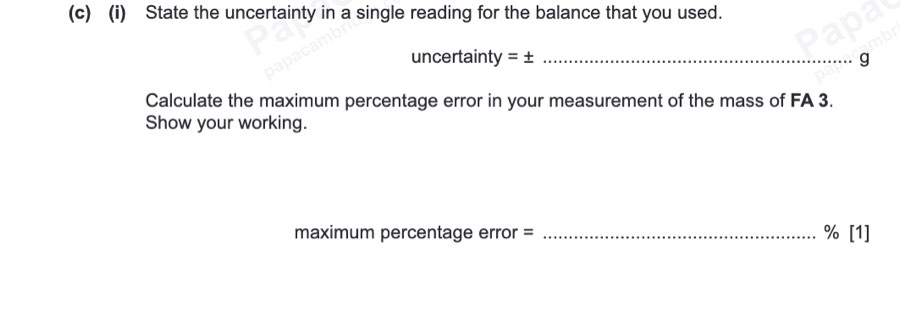 (c) (i) State the uncertainty in a single reading for the balance that you used.
uncertainty = ± .............................................................. g
Calculate the maximum percentage error in your measurement of the mass of FA 3.
Show your working.
maximum percentage error = ...................................................... % [1]